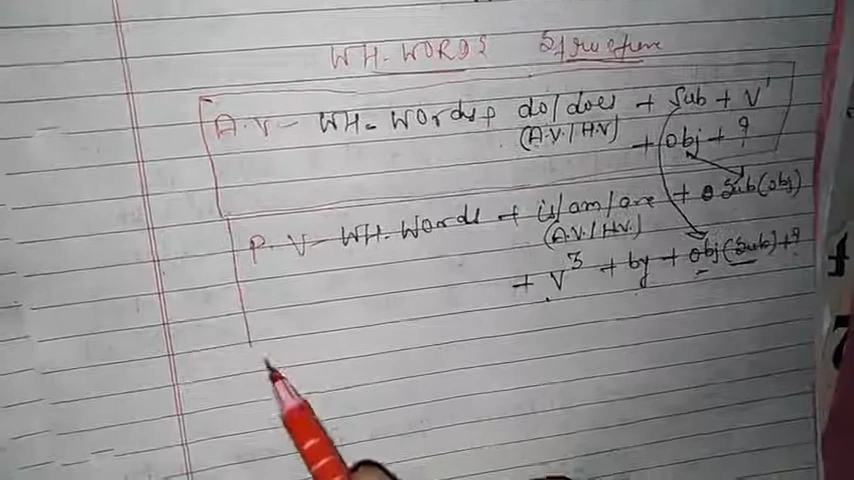 WH-WORDS Structure
A.V - WH-Words + do/does + Sub + V¹
(A.V./H.V) + Obj + ?
P.V - WH-Words + is/am/are + Sub(Obj)
(A.V./H.V.)
+ V³ + by + Obj(Sub) + ?